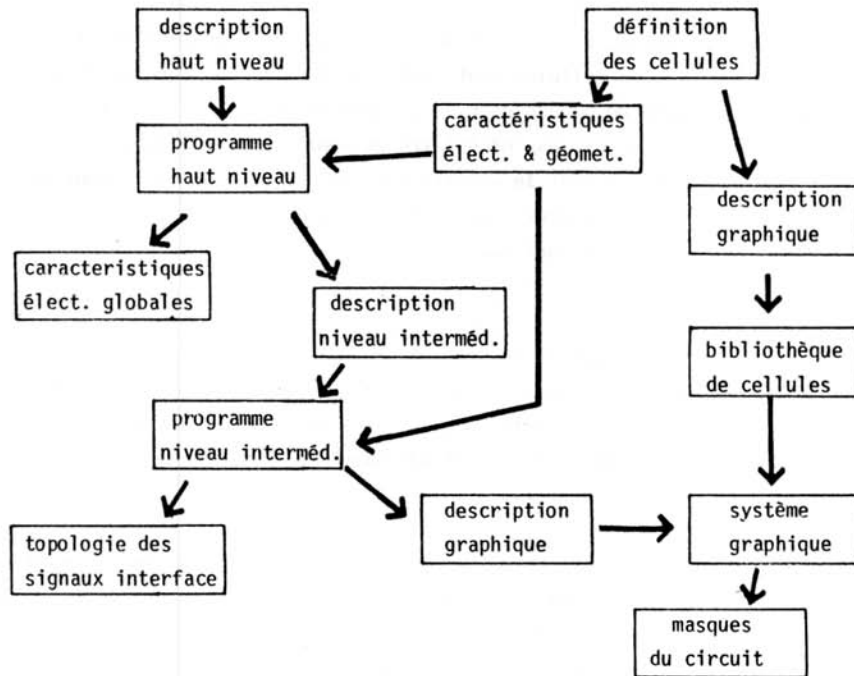 description
haut niveau
définition
des cellules
caractéristiques
élect. & géomet.
programme
haut niveau
description
graphique
caracteristiques
élect. globales
description
niveau interméd.
bibliothèque
de cellules
programme
niveau interméd.
description
graphique
système
graphique
topologie des
signaux interface
masques
du circuit